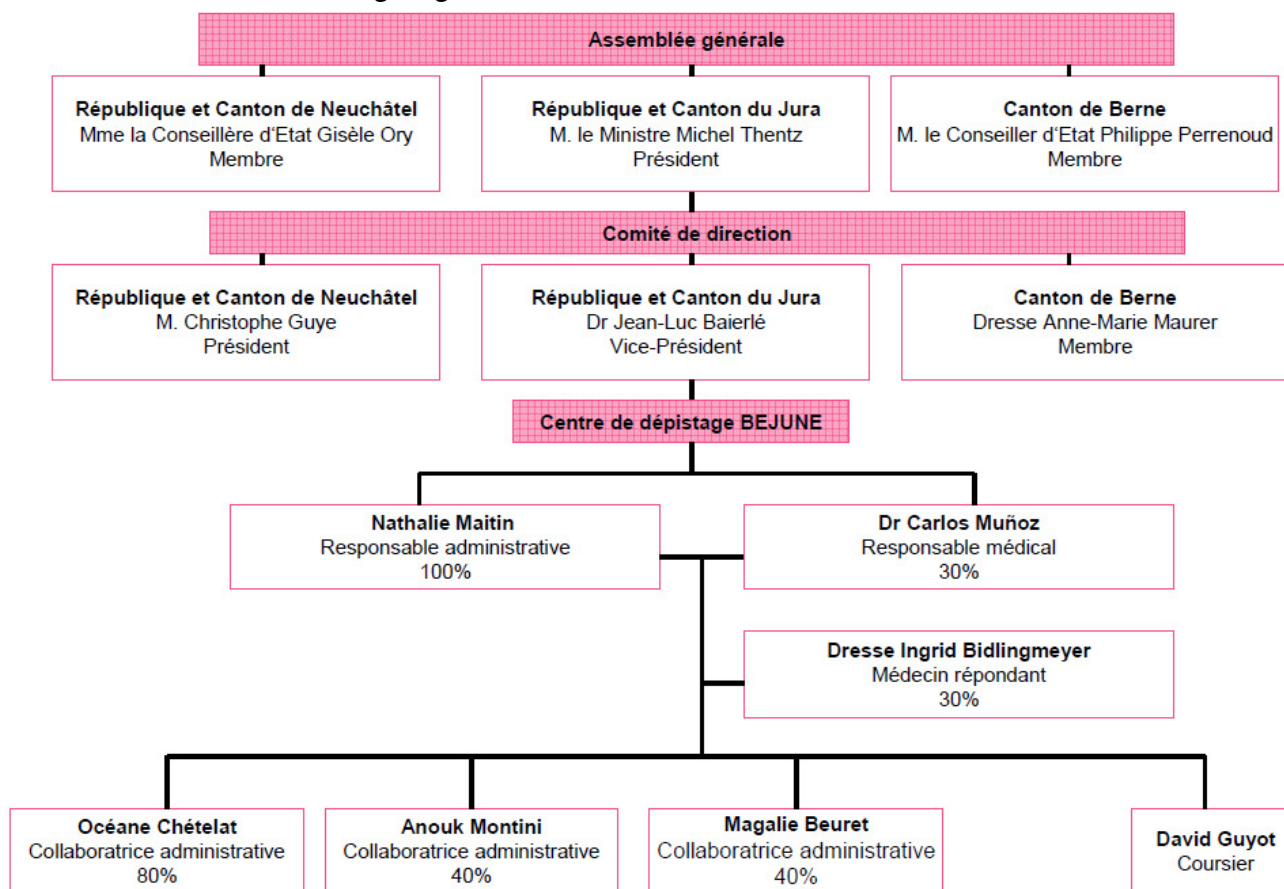 Assemblée générale
République et Canton de Neuchâtel
Mme la Conseillère d‘Etat Gisèle Ory
Membre
République et Canton du Jura
M. le Ministre Michel Thentz
Président
Canton de Berne
M. le Conseiller d‘Etat Philippe Perrenoud
Membre
Comité de direction
République et Canton de Neuchâtel
M. Christophe Guye
Président
République et Canton du Jura
Dr Jean-Luc Baierlé
Vice-Président
Canton de Berne
Dresse Anne-Marie Maurer
Membre
Centre de dépistage BEJUNE
Nathalie Maitin
Responsable administrative
100%
Dr Carlos Muñoz
Responsable médical
30%
Dresse Ingrid Bidlingmeyer
Médecin répondant
30%
Océane Chételat
Collaboratrice administrative
80%
Anouk Montini
Collaboratrice administrative
40%
Magalie Beuret
Collaboratrice administrative
40%
David Guyot
Coursier